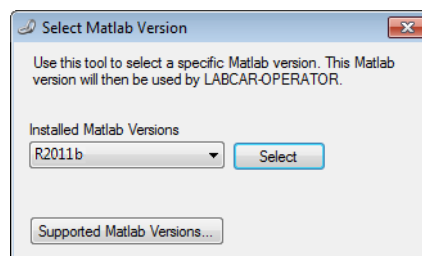 Select Matlab Version
Use this tool to select a specific Matlab version. This Matlab
version will then be used by LABCAR-OPERATOR.
Installed Matlab Versions
R2011b
Select
Supported Matlab Versions...